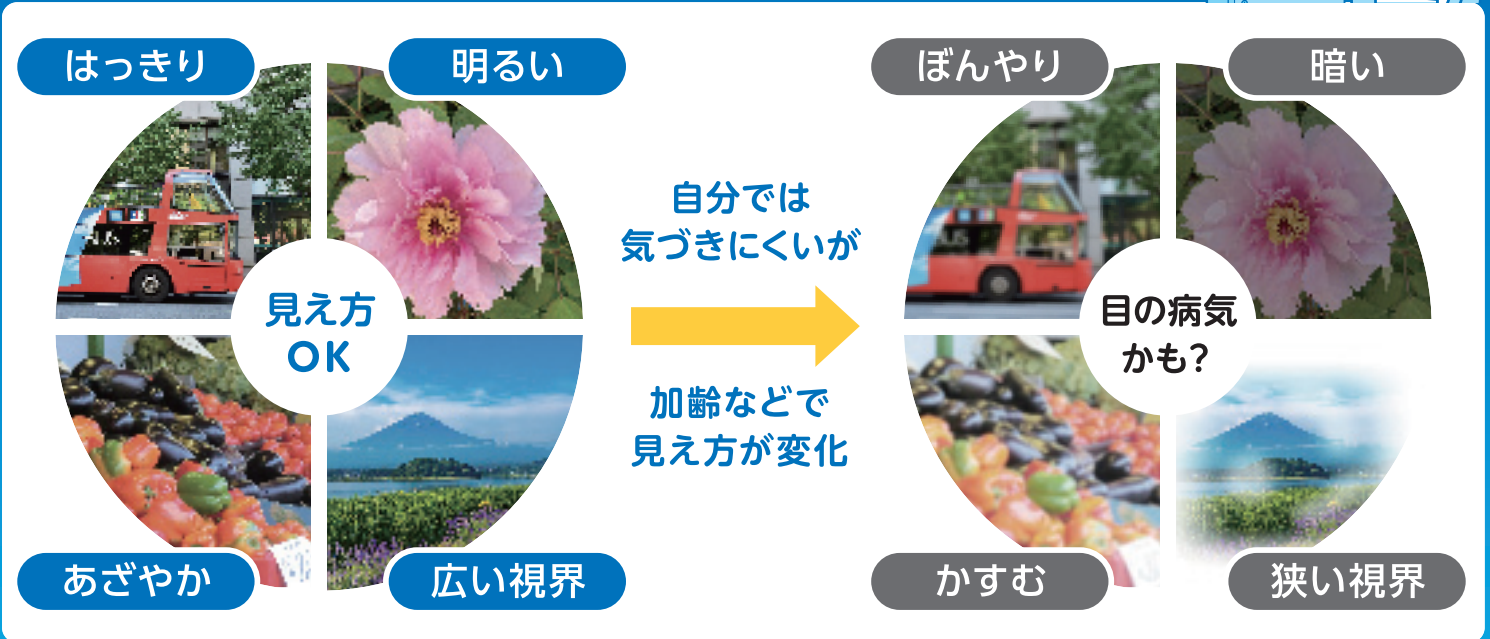 はっきり
明るい
見え方
OK
あざやか
広い視界
自分では
気づきにくいが
加齢などで
見え方が変化
ぼんやり
暗い
目の病気
かも?
かすむ
狭い視界